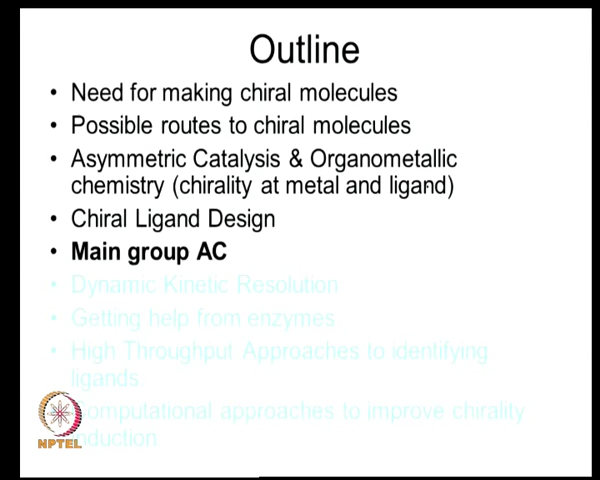 Outline
• Need for making chiral molecules
• Possible routes to chiral molecules
• Asymmetric Catalysis & Organometallic
chemistry (chirality at metal and ligand)
• Chiral Ligand Design
• Main group AC
• Dynamic Kinetic Resolution
• Getting help from enzymes
• High Throughput Approaches to identifying
ligands.
Computational approaches to improve chirality
induction
NPTEL